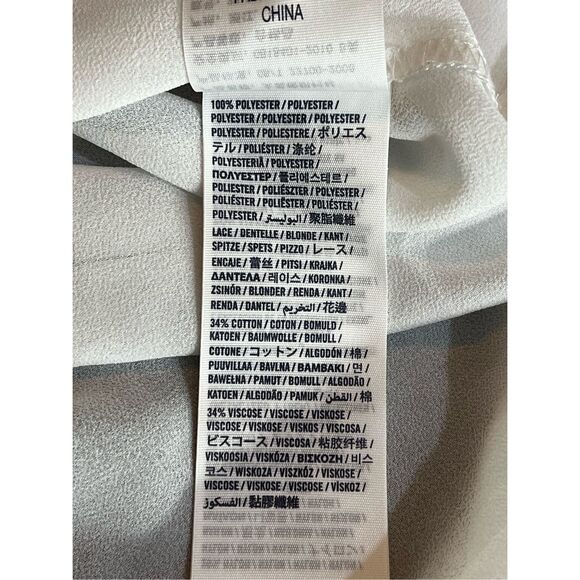 CHINA
100% POLYESTER / POLYESTER /
POLYESTER / POLYESTER / POLYESTER /
POLYESTER / POLIESTERE / ポリエス
テル / POLIÉSTER / 涤纶 /
POLYESTERIÄ / POLYESTER /
ΠΟΛΥΕΣΤΕΡ / 폴리에스테르 /
POLIESTER / POLIÉSZTER / POLYESTER /
POLIÉSTER / POLIĒSTER / POLIÉSTER /
POLYESTER / البوليستر / 聚脂纖維
LACE / DENTELLE / BLONDE / KANT /
SPITZE / SPETS / PIZZO / レース /
ENCAJE / 蕾丝 / PITSI / KRAJKA /
ΔΑΝΤΕΛΑ / 레이스 / KORONKA /
ZSINÓR / BLONDER / RENDA / KANT /
RENDA / DANTEL / التخريم / 花邊
34% COTTON / COTON / BOMULD /
KATOEN / BAUMWOLLE / BOMULL /
COTONE / コットン / ALGODÓN / 棉 /
PUUVILLAA / BAVLNA / ΒΑΜΒΑΚΙ / 면 /
BAWEŁNA / PAMUT / BOMULL / ALGODÃO /
KATOEN / ALGODÃO / PAMUK / القطن / 棉
34% VISCOSE / VISCOSE / VISKOSE /
VISCOSE / VISKOSE / VISKOS / VISCOSA /
ビスコース / VISCOSA / 粘胶纤维 /
VISKOOSIA / VISKÓZA / ΒΙΣΚΟΖΗ / 비스
코스 / WISKOZA / VISZKÓZ / VISKOSE /
VISCOSE / VISKOSE / VISCOSE / VİSKOZ /
VISCOSE / الفسكوز / 黏膠纖維